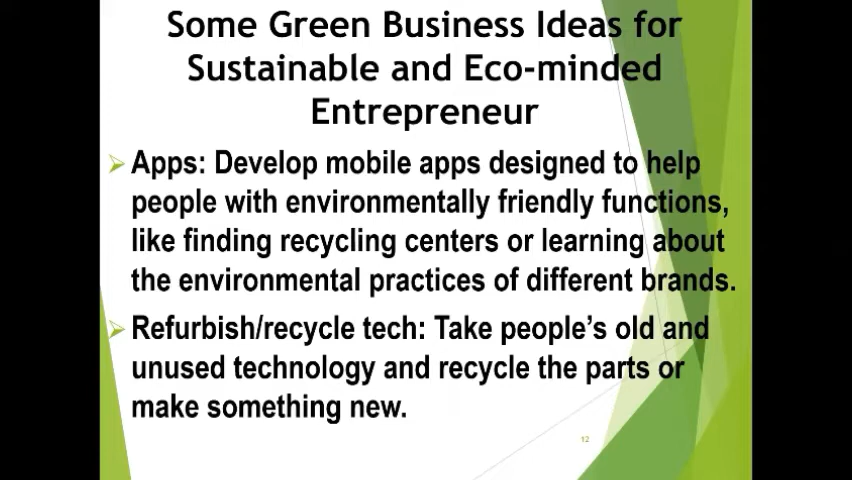 Some Green Business Ideas for
Sustainable and Eco-minded
Entrepreneur
Apps: Develop mobile apps designed to help
people with environmentally friendly functions,
like finding recycling centers or learning about
the environmental practices of different brands.
Refurbish/recycle tech: Take people's old and
unused technology and recycle the parts or
make something new.
12